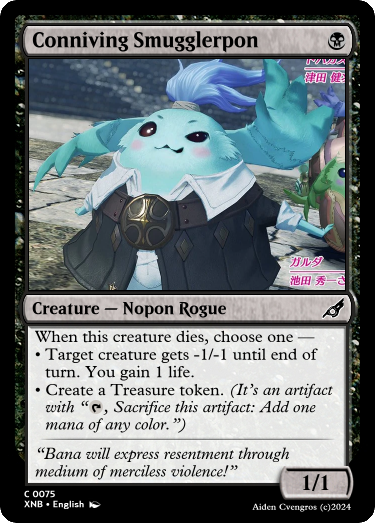 Conniving Smugglerpon
津田 健
ガルダ
池田 秀一さ
Creature — Nopon Rogue
When this creature dies, choose one —
• Target creature gets -1/-1 until end of
turn. You gain 1 life.
• Create a Treasure token. (It's an artifact
with “, Sacrifice this artifact: Add one
mana of any color.”)
“Bana will express resentment through
medium of merciless violence!”
1/1
C 0075
XNB • English
Aiden Cvengros (c)2024